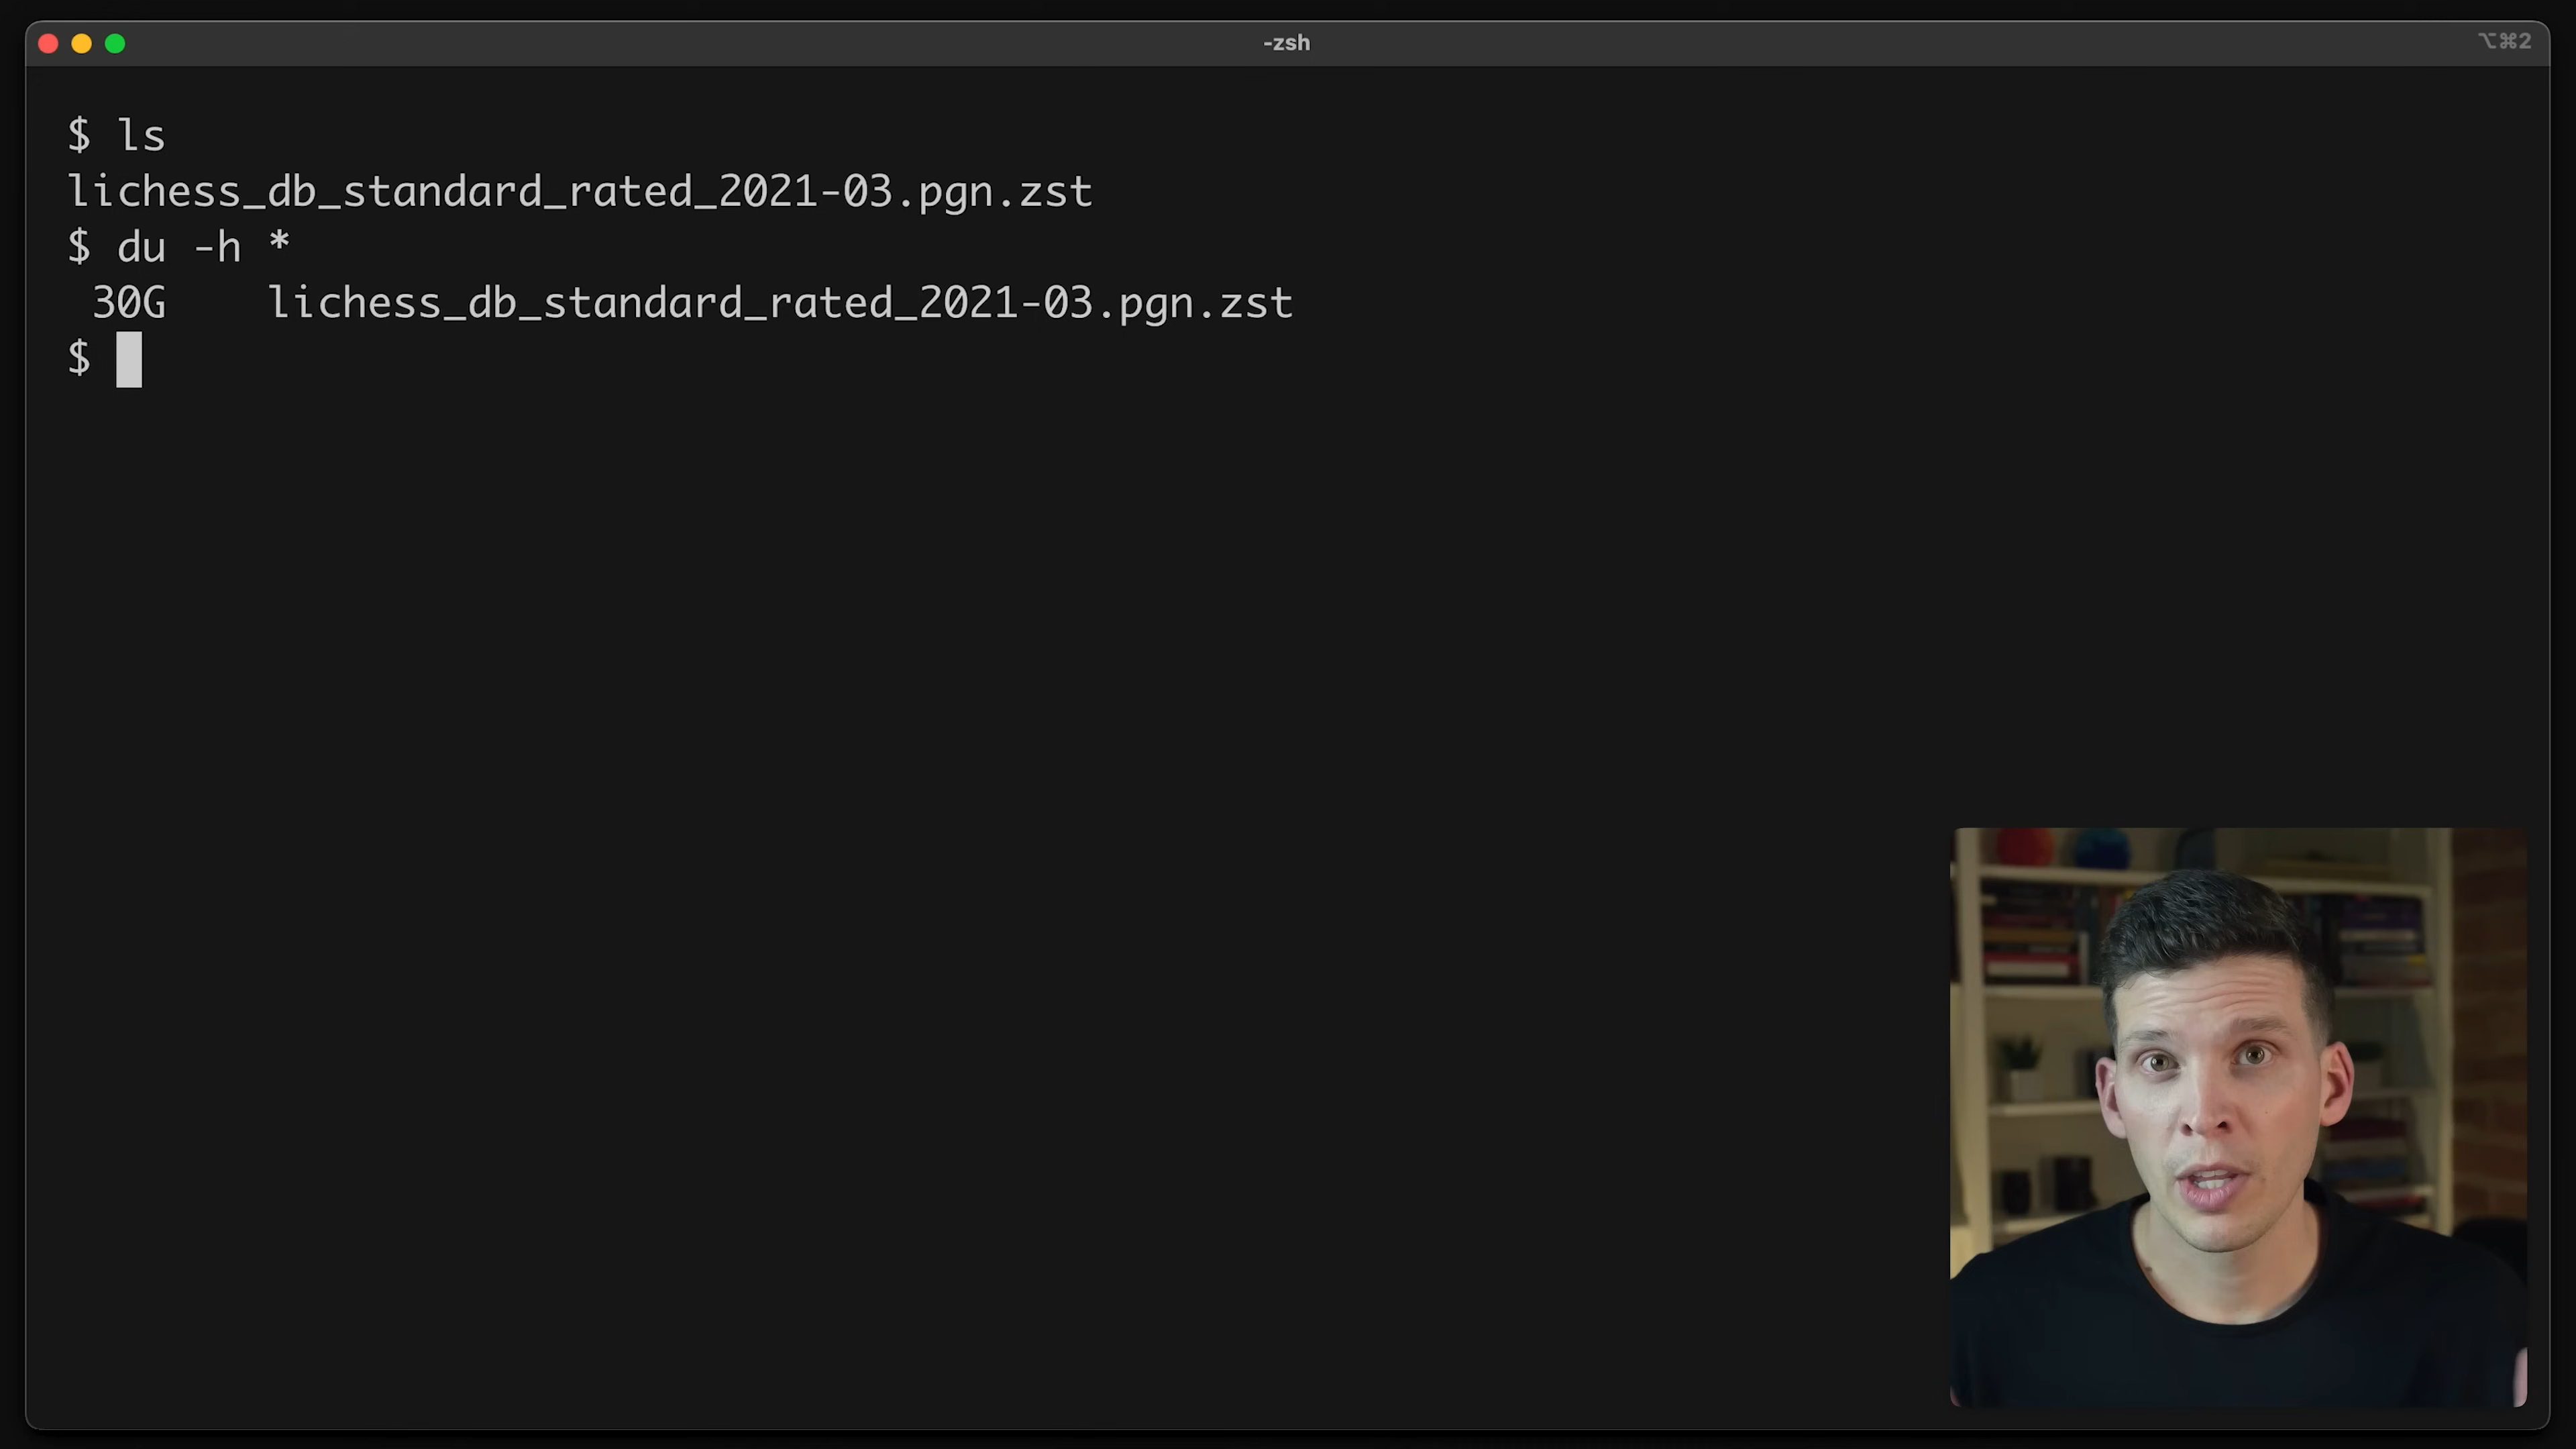 -zsh
⌥⌘2
$ ls
lichess_db_standard_rated_2021-03.pgn.zst
$ du -h *
30G    lichess_db_standard_rated_2021-03.pgn.zst
$